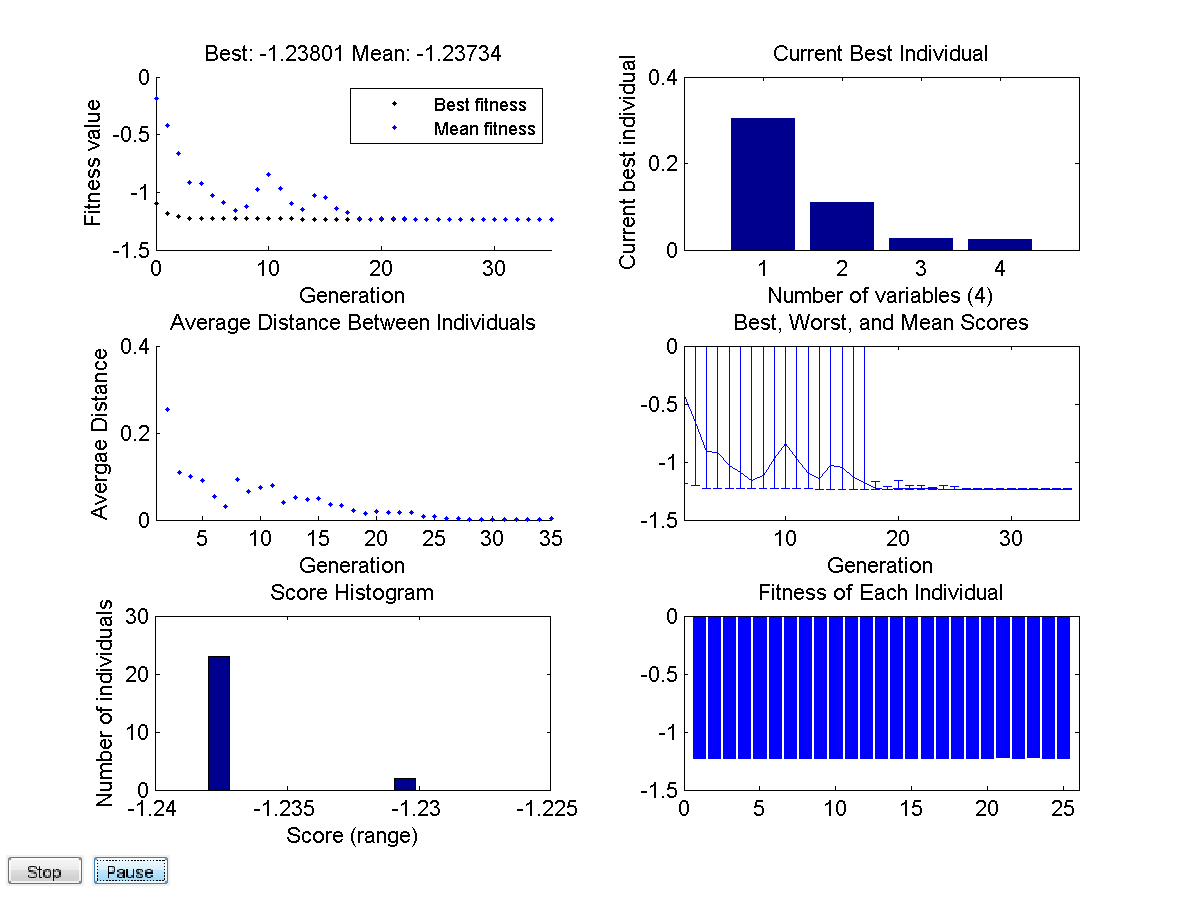 Best: -1.23801 Mean: -1.23734
Fitness value
0
-0.5
-1
-1.5
Best fitness
Mean fitness
0 10 20 30
Generation
Current Best Individual
Current best individual
0.4
0.2
0
1 2 3 4
Number of variables (4)
Average Distance Between Individuals
Avergae Distance
0.4
0.2
0
5 10 15 20 25 30 35
Generation
Best, Worst, and Mean Scores
0
-0.5
-1
-1.5
10 20 30
Generation
Score Histogram
Number of individuals
30
20
10
0
-1.24 -1.235 -1.23 -1.225
Score (range)
Fitness of Each Individual
0
-0.5
-1
-1.5
0 5 10 15 20 25
Stop
Pause